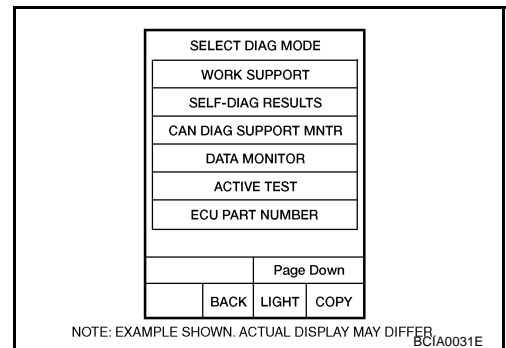 SELECT DIAG MODE
WORK SUPPORT
SELF-DIAG RESULTS
CAN DIAG SUPPORT MNTR
DATA MONITOR
ACTIVE TEST
ECU PART NUMBER
Page Down
BACK LIGHT COPY
NOTE: EXAMPLE SHOWN. ACTUAL DISPLAY MAY DIFFER.
BCIA0031E